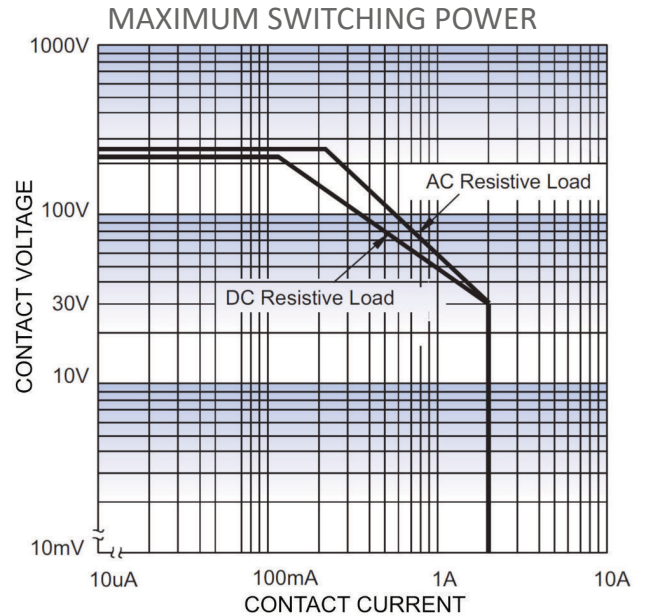 MAXIMUM SWITCHING POWER
1000V
AC Resistive Load
100V
CONTACT VOLTAGE
DC Resistive Load
30V
10V
10mV
10uA
100mA
1A
10A
CONTACT CURRENT